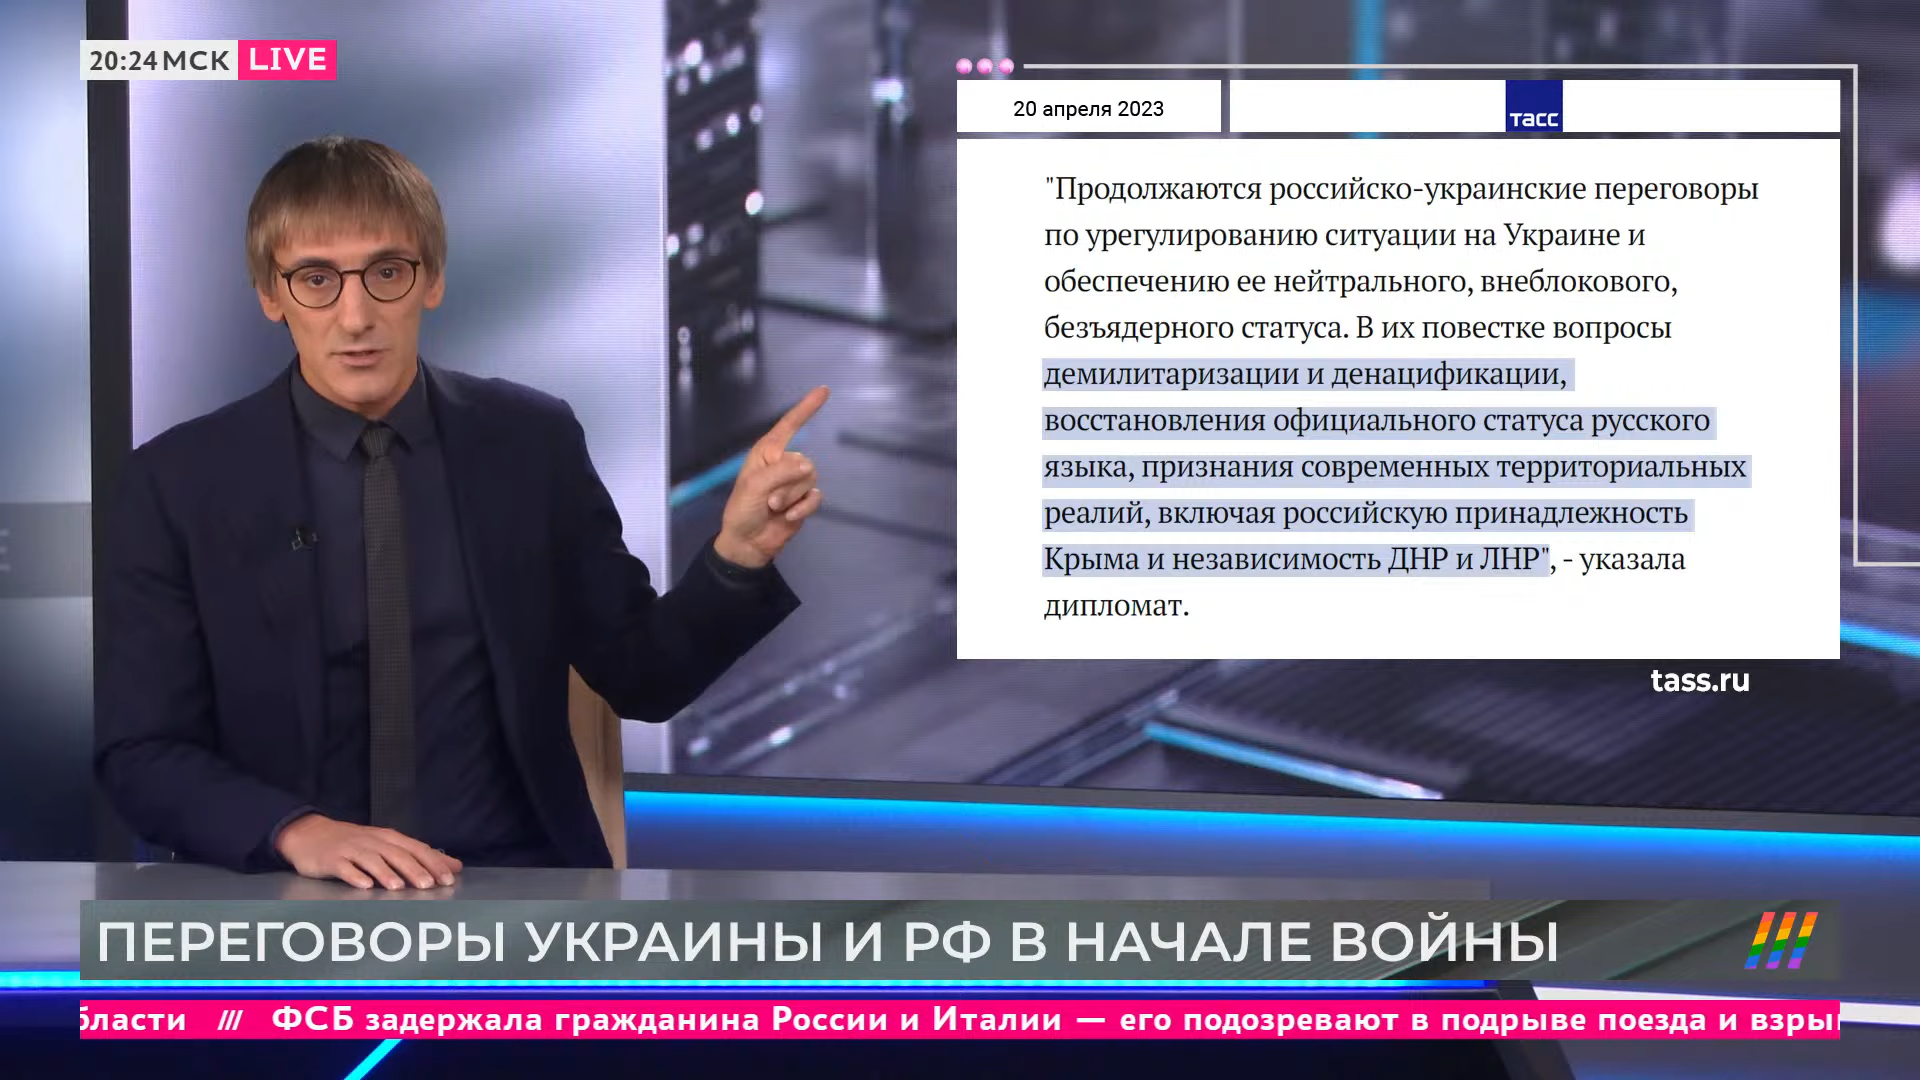 20:24 МСК LIVE
20 апреля 2023
ТАСС
"Продолжаются российско-украинские переговоры
по урегулированию ситуации на Украине и
обеспечению ее нейтрального, внеблокового,
безъядерного статуса. В их повестке вопросы
демилитаризации и денацификации,
восстановления официального статуса русского
языка, признания современных территориальных
реалий, включая российскую принадлежность
Крыма и независимость ДНР и ЛНР", - указала
дипломат.
tass.ru
ПЕРЕГОВОРЫ УКРАИНЫ И РФ В НАЧАЛЕ ВОЙНЫ
бласти /// ФСБ задержала гражданина России и Италии — его подозревают в подрыве поезда и взры